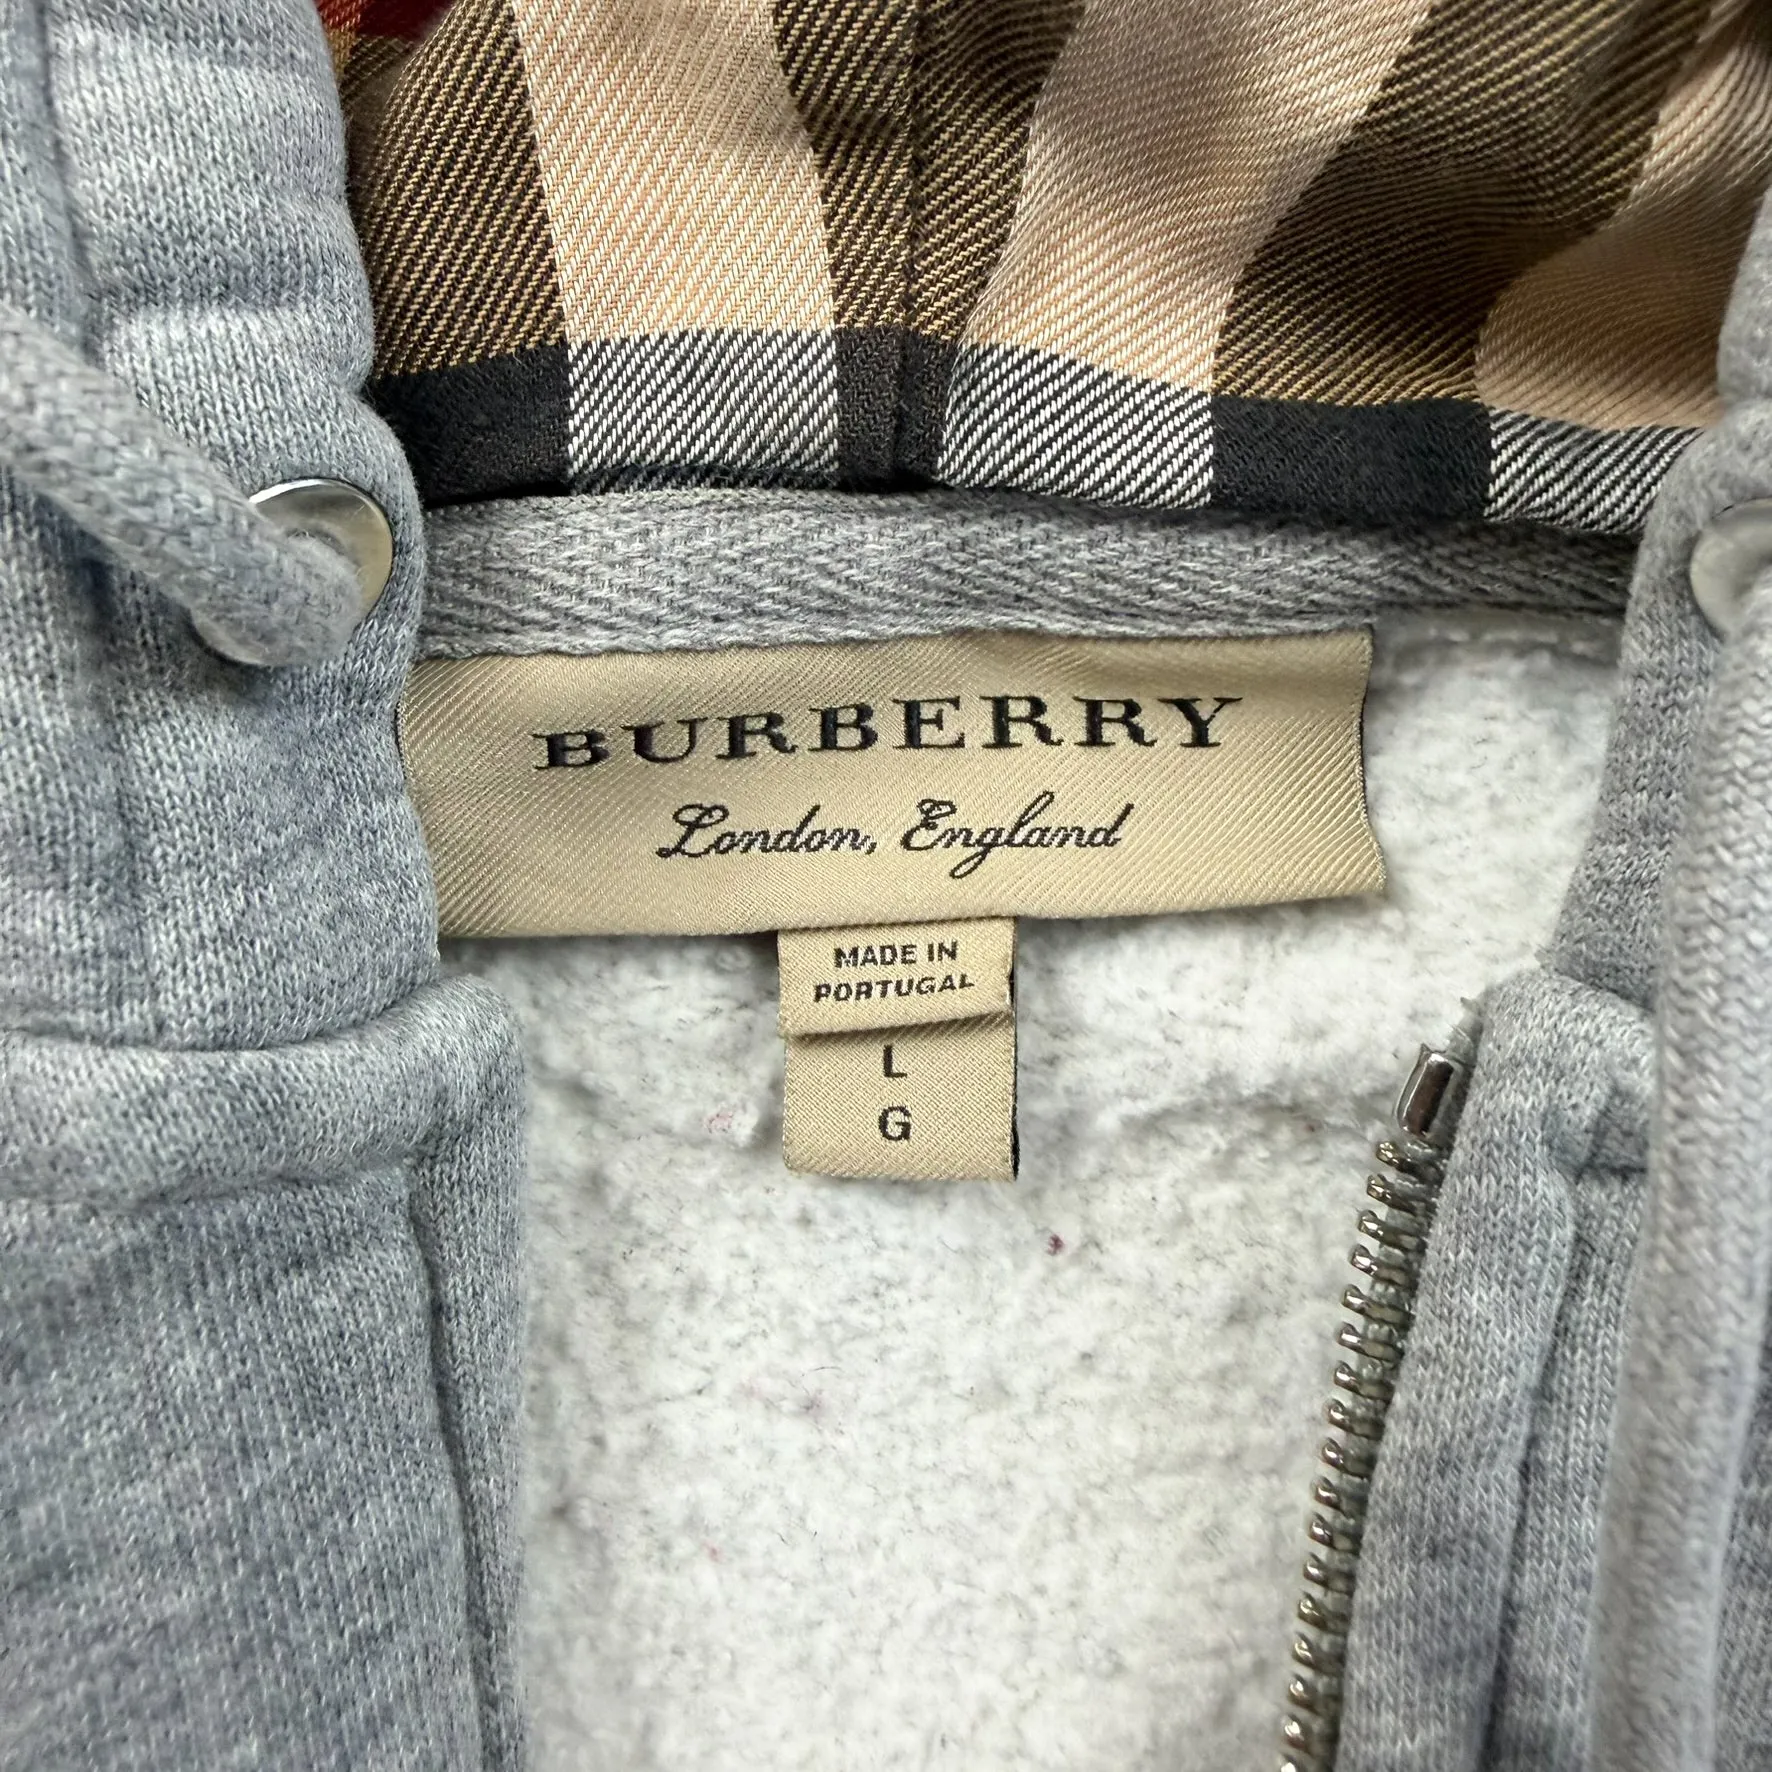 BURBERRY
London, England
MADE IN
PORTUGAL
L
G